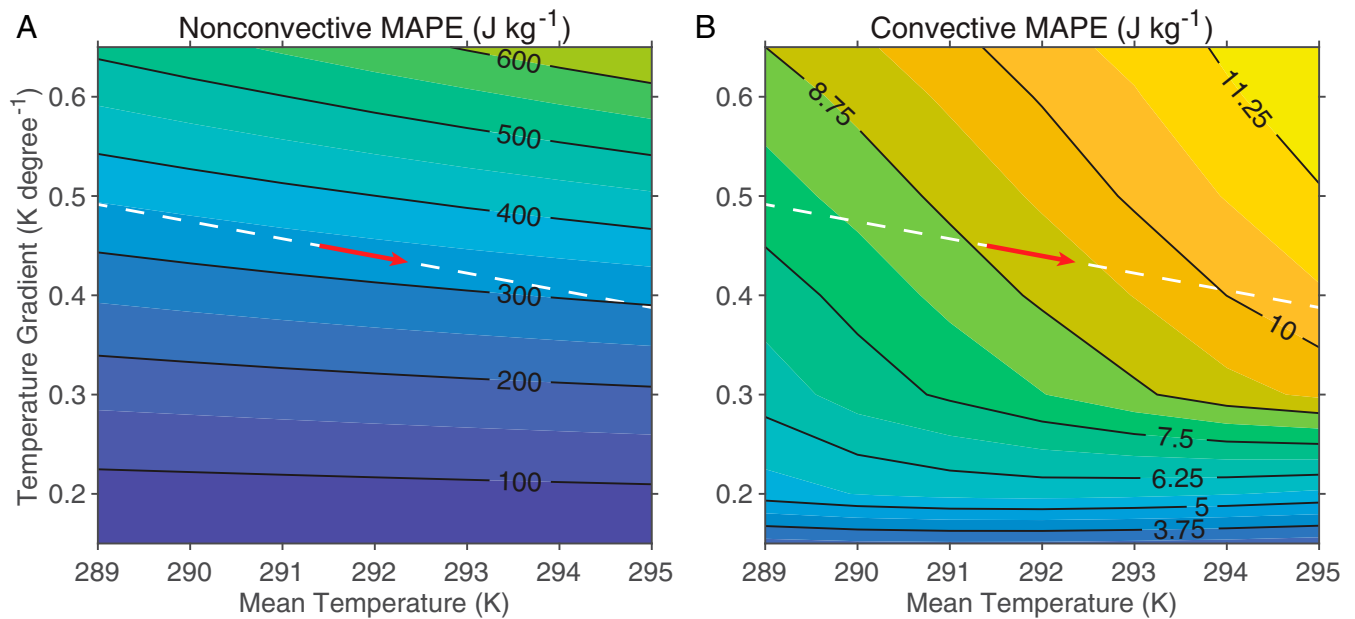 A
Nonconvective MAPE (J kg⁻¹)
600
500
400
300
200
100
0.6
0.5
0.4
0.3
0.2
Temperature Gradient (K degree⁻¹)
289 290 291 292 293 294 295
Mean Temperature (K)
B
Convective MAPE (J kg⁻¹)
8.75
11.25
10
7.5
6.25
5
3.75
0.6
0.5
0.4
0.3
0.2
289 290 291 292 293 294 295
Mean Temperature (K)